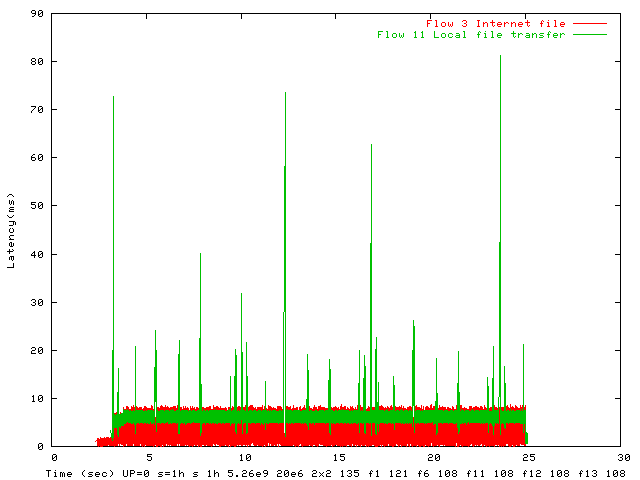 90
Flow 3 Internet file
Flow 11 Local file transfer
80
70
60
50
Latency(ms)
40
30
20
10
0
0 5 10 15 20 25 30
Time (sec) UP=0 s=1h s 1h 5.26e9 20e6 2x2 135 f1 121 f6 108 f11 108 f12 108 f13 108